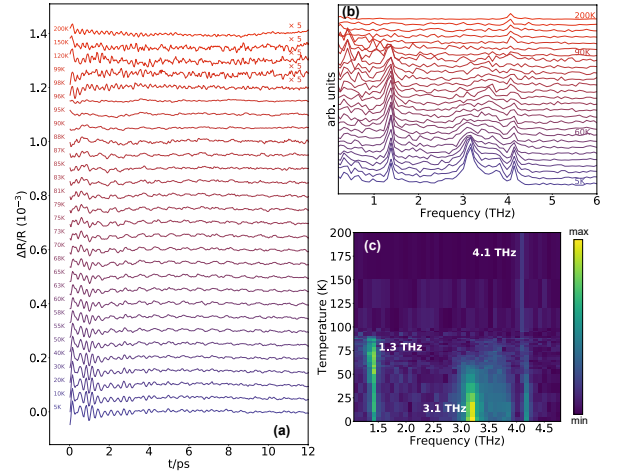 1.4
1.2
1.0
0.8
0.6
0.4
0.2
0.0
ΔR/R (10⁻³)
200K
150K
120K
99K
98K
96K
95K
90K
88K
87K
85K
83K
81K
79K
75K
73K
70K
68K
65K
63K
60K
58K
55K
50K
40K
30K
20K
10K
5K
× 5
× 5
× 5
× 5
× 5
(a)
0 2 4 6 8 10 12
t/ps
(b)
200K
90K
60K
5K
arb. units
1 2 3 4 5 6
Frequency (THz)
(c)
4.1 THz
1.3 THz
3.1 THz
200
175
150
125
100
75
50
25
0
Temperature (K)
1.5 2.0 2.5 3.0 3.5 4.0 4.5
Frequency (THz)
max
min